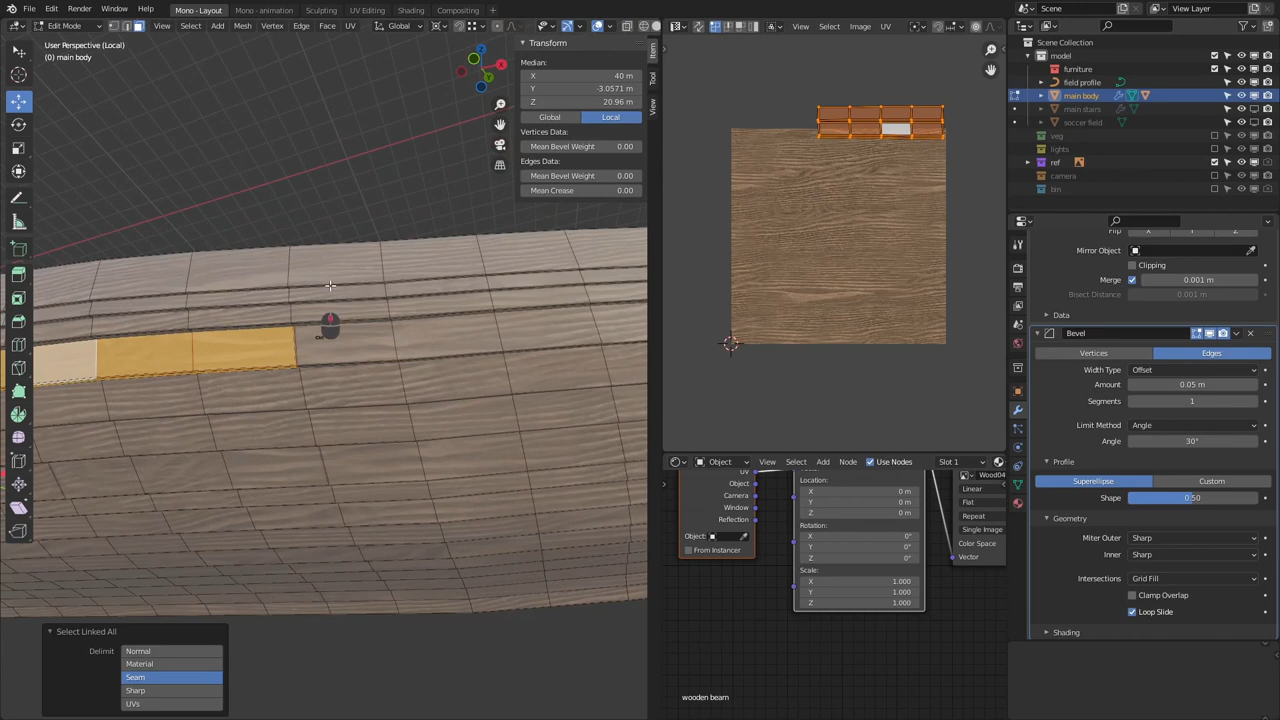 File Edit Render Window Help Mono - Layout Mono - animation Sculpting UV Editing Shading Compositing Scene View Layer
Edit Mode View Select Add Mesh Vertex Edge Face UV Global
View Select Image UV
User Perspective (Local)
(0) main body
Transform
Median:
X 40 m
Y -3.0571 m
Z 20.96 m
Global Local
Vertices Data:
Mean Bevel Weight 0.00
Edges Data:
Mean Bevel Weight 0.00
Mean Crease 0.00
Item
Tool
View
X
Y
Z
Select Linked All
Delimit Normal
Material
Seam
Sharp
UVs
Object View Select Add Node Use Nodes Slot 1
UV
Object
Camera
Window
Reflection
Object:
From Instancer
Location:
X 0 m
Y 0 m
Z 0 m
Rotation:
X 0°
Y 0°
Z 0°
Scale:
X 1.000
Y 1.000
Z 1.000
Wood04
Linear
Flat
Repeat
Single Image
Color Space
Vector
wooden beam
Scene Collection
model
furniture
field profile
main body
main stairs
soccer field
veg
lights
ref
camera
bin
Flip X Y Z
Mirror Object
Clipping
Merge 0.001 m
Bisect Distance 0.001 m
Data
Bevel
Vertices Edges
Width Type Offset
Amount 0.05 m
Segments 1
Limit Method Angle
Angle 30°
Profile
Superellipse Custom
Shape 0.50
Geometry
Miter Outer Sharp
Inner Sharp
Intersections Grid Fill
Clamp Overlap
Loop Slide
Shading